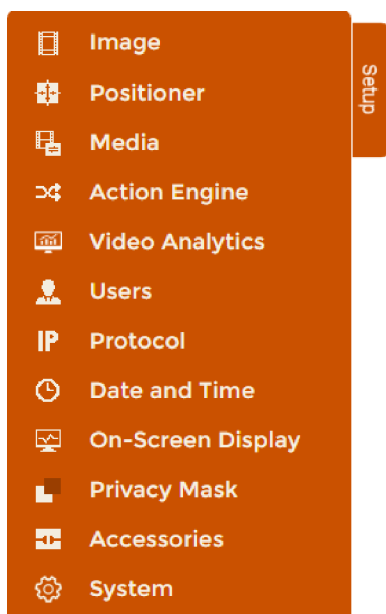 Image
Setup
Positioner
Media
Action Engine
Video Analytics
Users
IP Protocol
Date and Time
On-Screen Display
Privacy Mask
Accessories
System